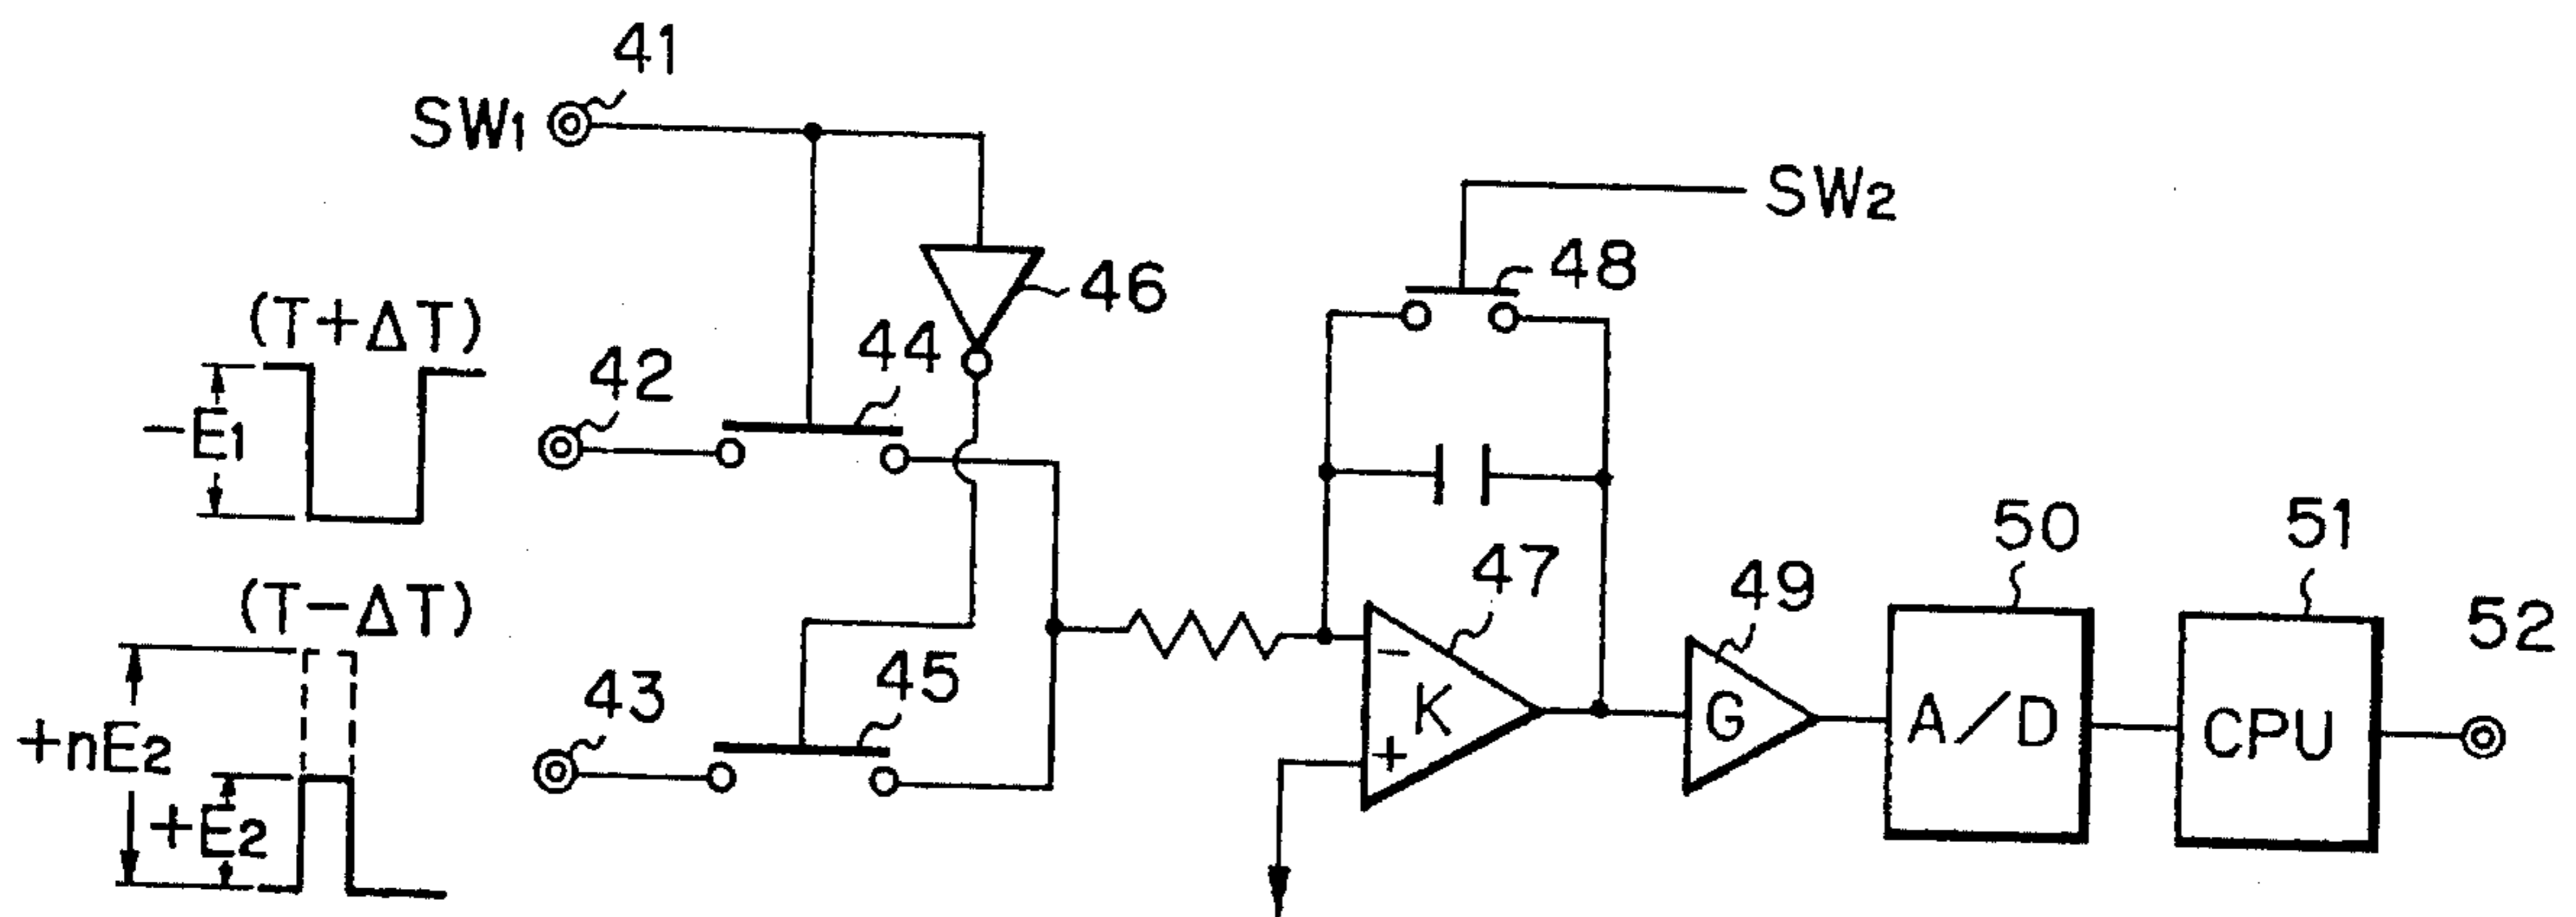 41
SW1
SW2
48
46
(T+ΔT)
44
42
-E1
50
51
47
49
(T-ΔT)
52
45
43
-
K
+
G
A/D
CPU
+nE2
+E2